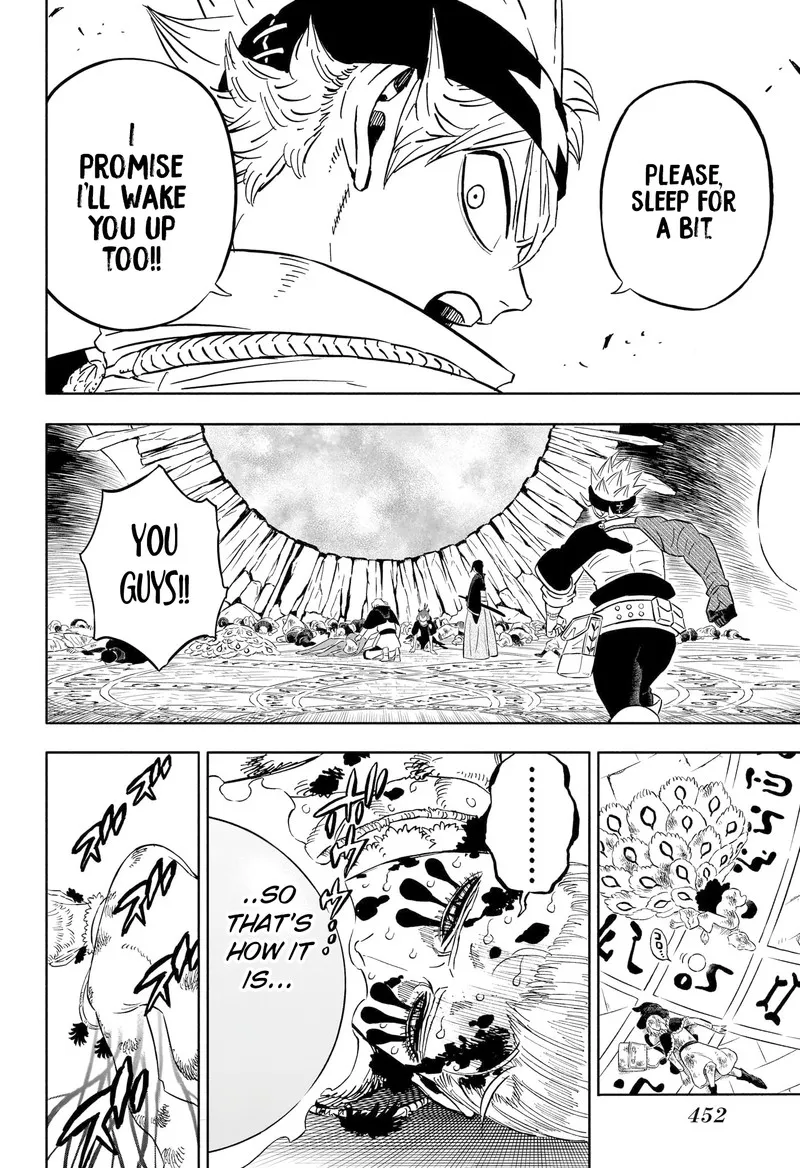 PLEASE,
SLEEP FOR
A BIT.
I
PROMISE
I'LL WAKE
YOU UP
TOO!!
YOU
GUYS!!
..SO
THAT'S
HOW IT
IS...
452